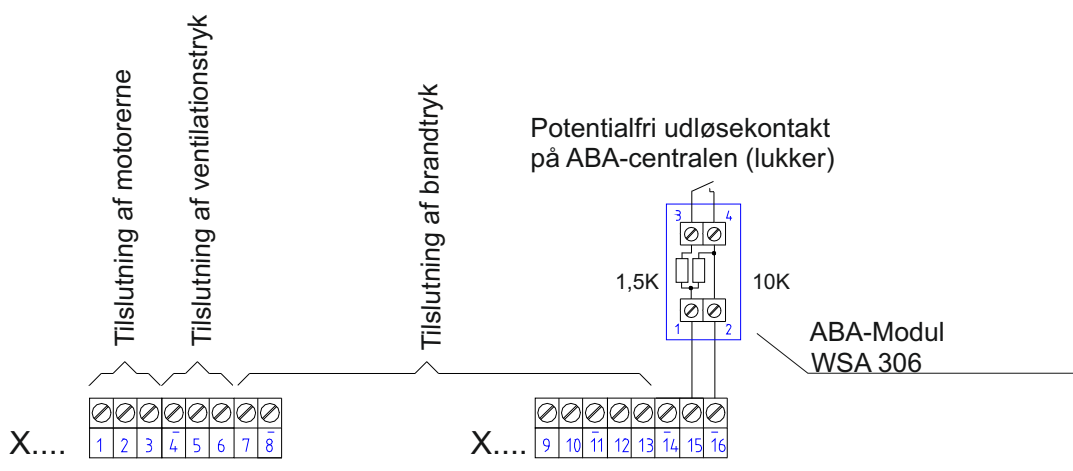 Tilslutning af motorerne
Tilslutning af ventilationstryk
Tilslutning af brandtryk
Potentialfri udløsekontakt
på ABA-centralen (lukker)
3 4
1,5K 10K
1 2
ABA-Modul
WSA 306
X.... 1 2 3 4 5 6 7 8
X.... 9 10 11 12 13 14 15 16